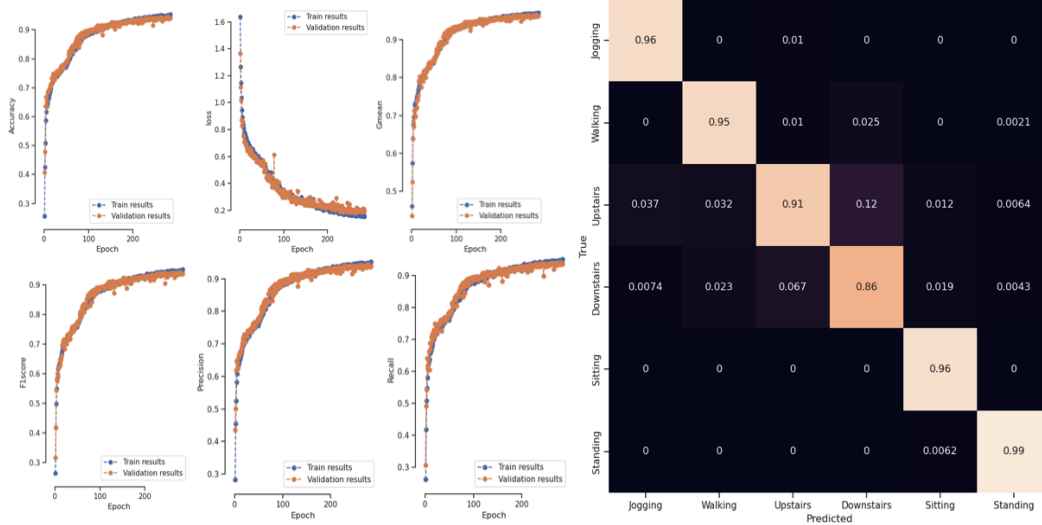 Accuracy
0.9
0.8
0.7
0.6
0.5
0.4
0.3
Train results
Validation results
0
100
200
Epoch
loss
1.6
1.4
1.2
1.0
0.8
0.6
0.4
0.2
Train results
Validation results
0
100
200
Epoch
Gmean
0.9
0.8
0.7
0.6
0.5
Train results
Validation results
0
100
200
Epoch
F1score
0.9
0.8
0.7
0.6
0.5
0.4
0.3
Train results
Validation results
0
100
200
Epoch
Precision
0.9
0.8
0.7
0.6
0.5
0.4
0.3
Train results
Validation results
0
100
200
Epoch
Recall
0.9
0.8
0.7
0.6
0.5
0.4
0.3
Train results
Validation results
0
100
200
Epoch
True
Jogging 0.96 0 0.01 0 0 0
Walking 0 0.95 0.01 0.025 0 0.0021
Upstairs 0.037 0.032 0.91 0.12 0.012 0.0064
Downstairs 0.0074 0.023 0.067 0.86 0.019 0.0043
Sitting 0 0 0 0 0.96 0
Standing 0 0 0 0 0.0062 0.99
Jogging Walking Upstairs Downstairs Sitting Standing
Predicted